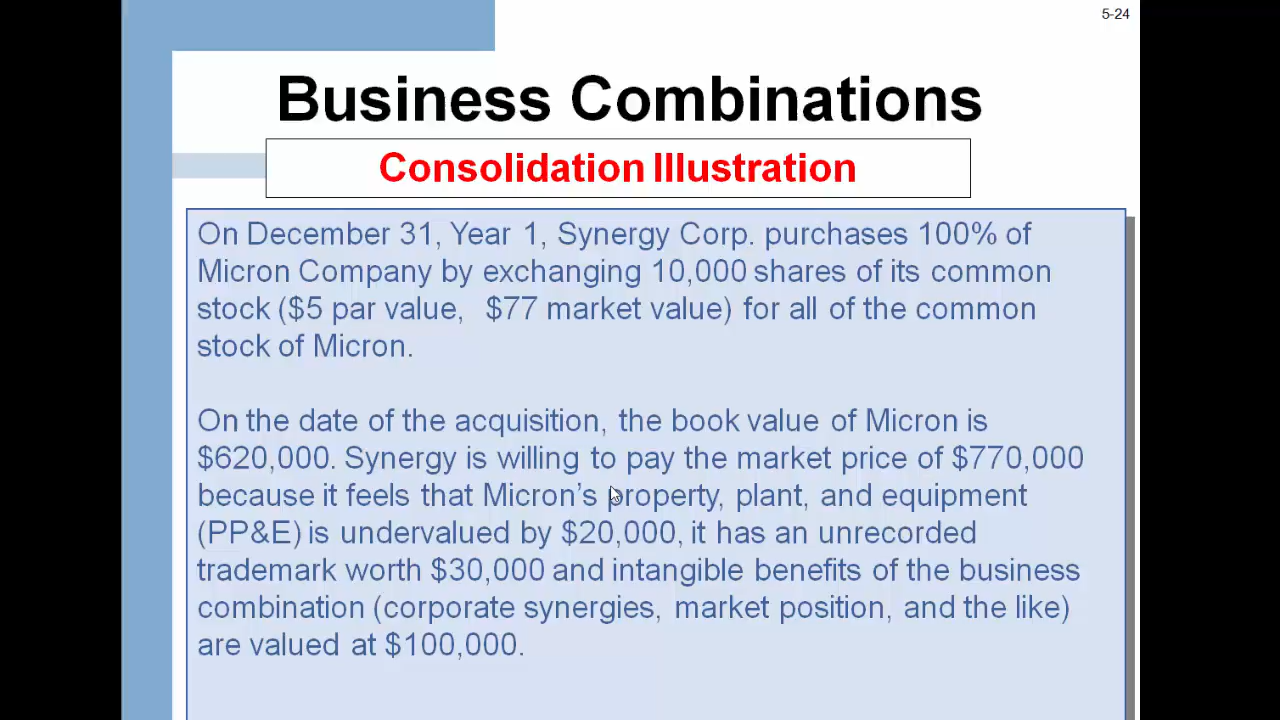 5-24
Business Combinations
Consolidation Illustration
On December 31, Year 1, Synergy Corp. purchases 100% of
Micron Company by exchanging 10,000 shares of its common
stock ($5 par value, $77 market value) for all of the common
stock of Micron.
On the date of the acquisition, the book value of Micron is
$620,000. Synergy is willing to pay the market price of $770,000
because it feels that Micron’s property, plant, and equipment
(PP&E) is undervalued by $20,000, it has an unrecorded
trademark worth $30,000 and intangible benefits of the business
combination (corporate synergies, market position, and the like)
are valued at $100,000.